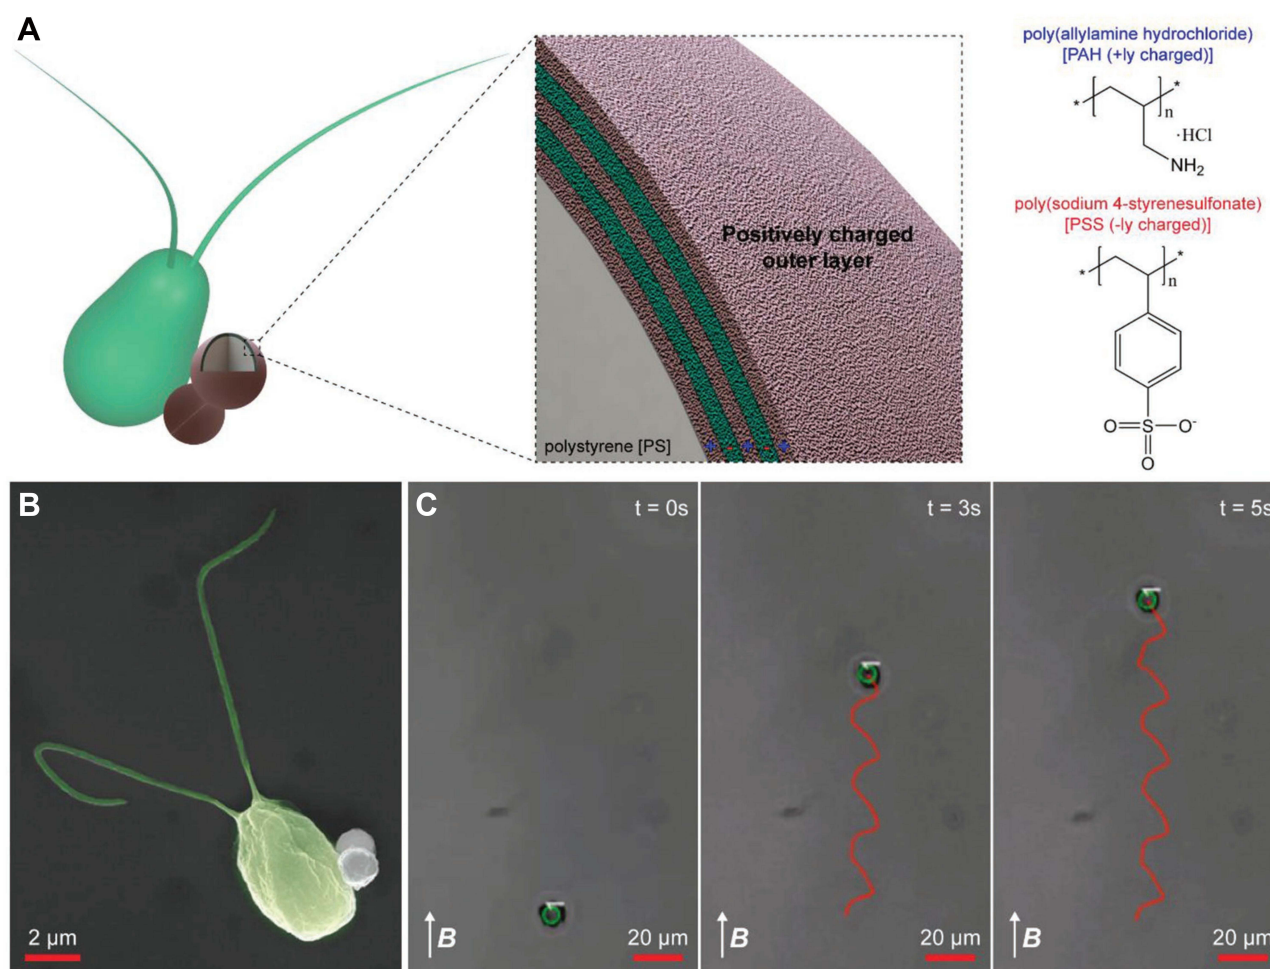 A
poly(allylamine hydrochloride)
[PAH (+ly charged)]
*
*
n
·HCl
NH2
poly(sodium 4-styrenesulfonate)
[PSS (-ly charged)]
*
*
n
O
S
O-
O
Positively charged
outer layer
polystyrene [PS]
+ - + - +
B
2 µm
C
t = 0s
B
20 µm
t = 3s
B
20 µm
t = 5s
B
20 µm